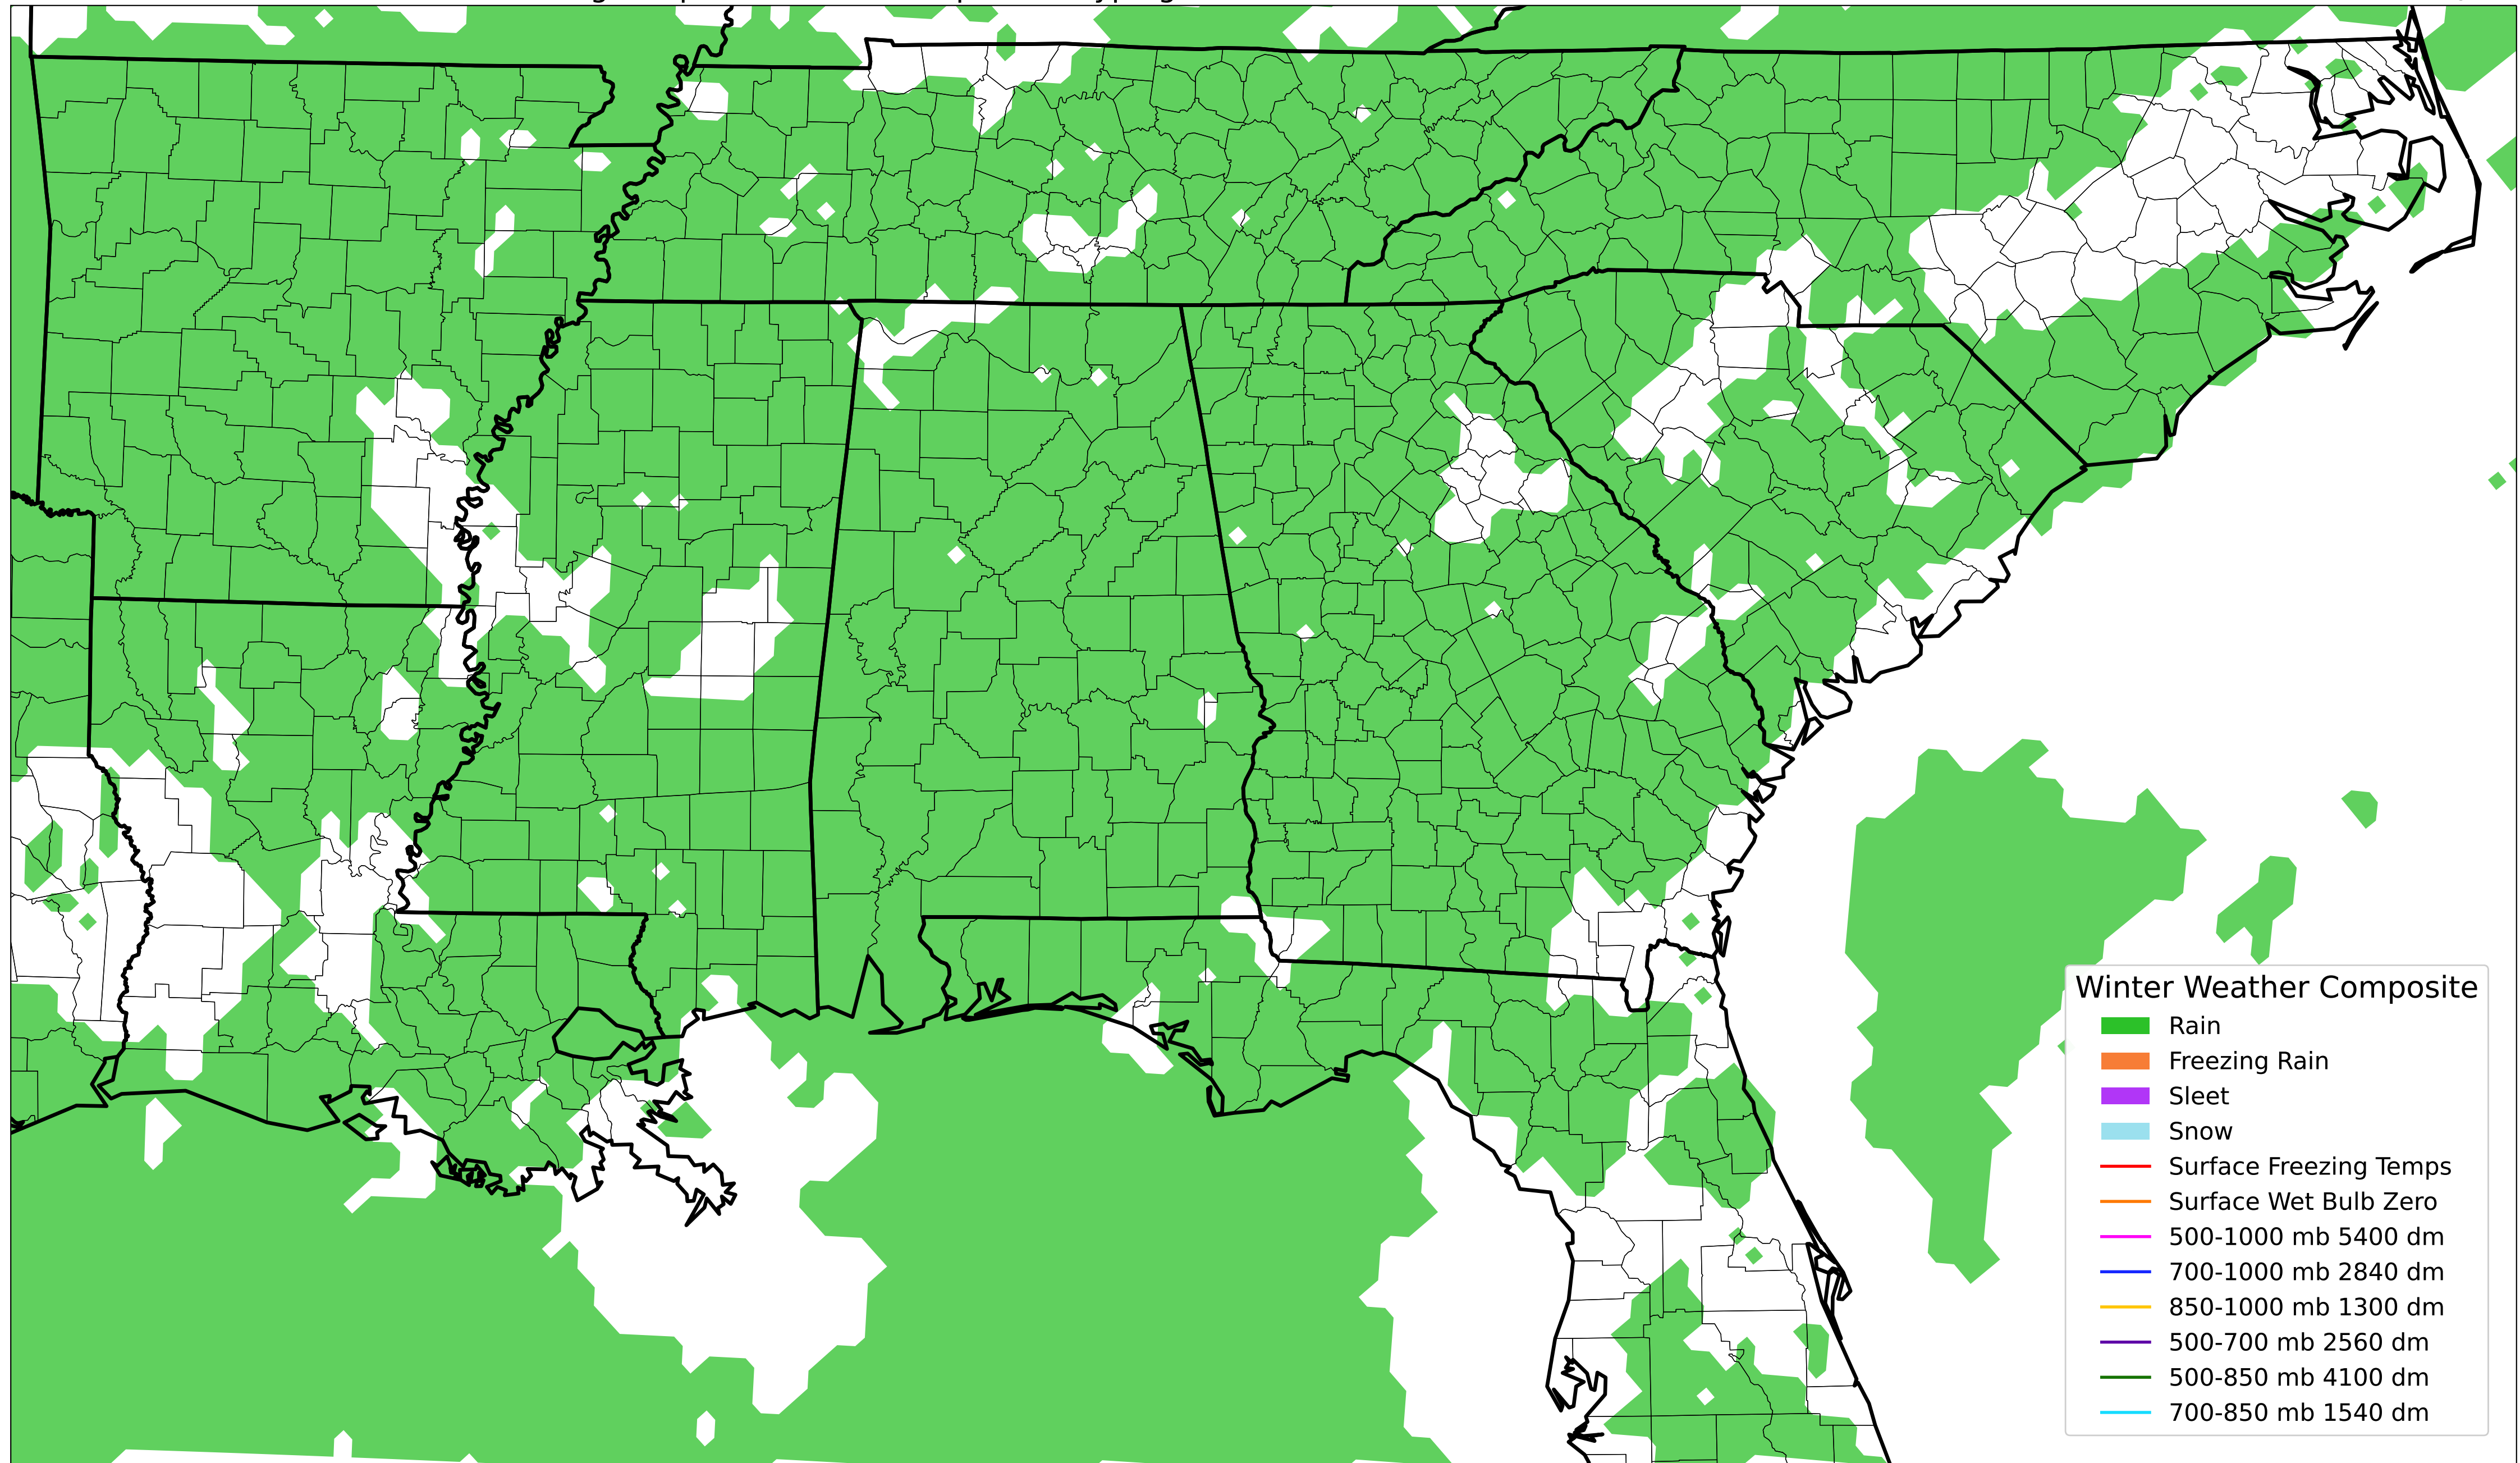 Winter Weather Composite
Rain
Freezing Rain
Sleet
Snow
Surface Freezing Temps
Surface Wet Bulb Zero
500-1000 mb 5400 dm
700-1000 mb 2840 dm
850-1000 mb 1300 dm
500-700 mb 2560 dm
500-850 mb 4100 dm
700-850 mb 1540 dm